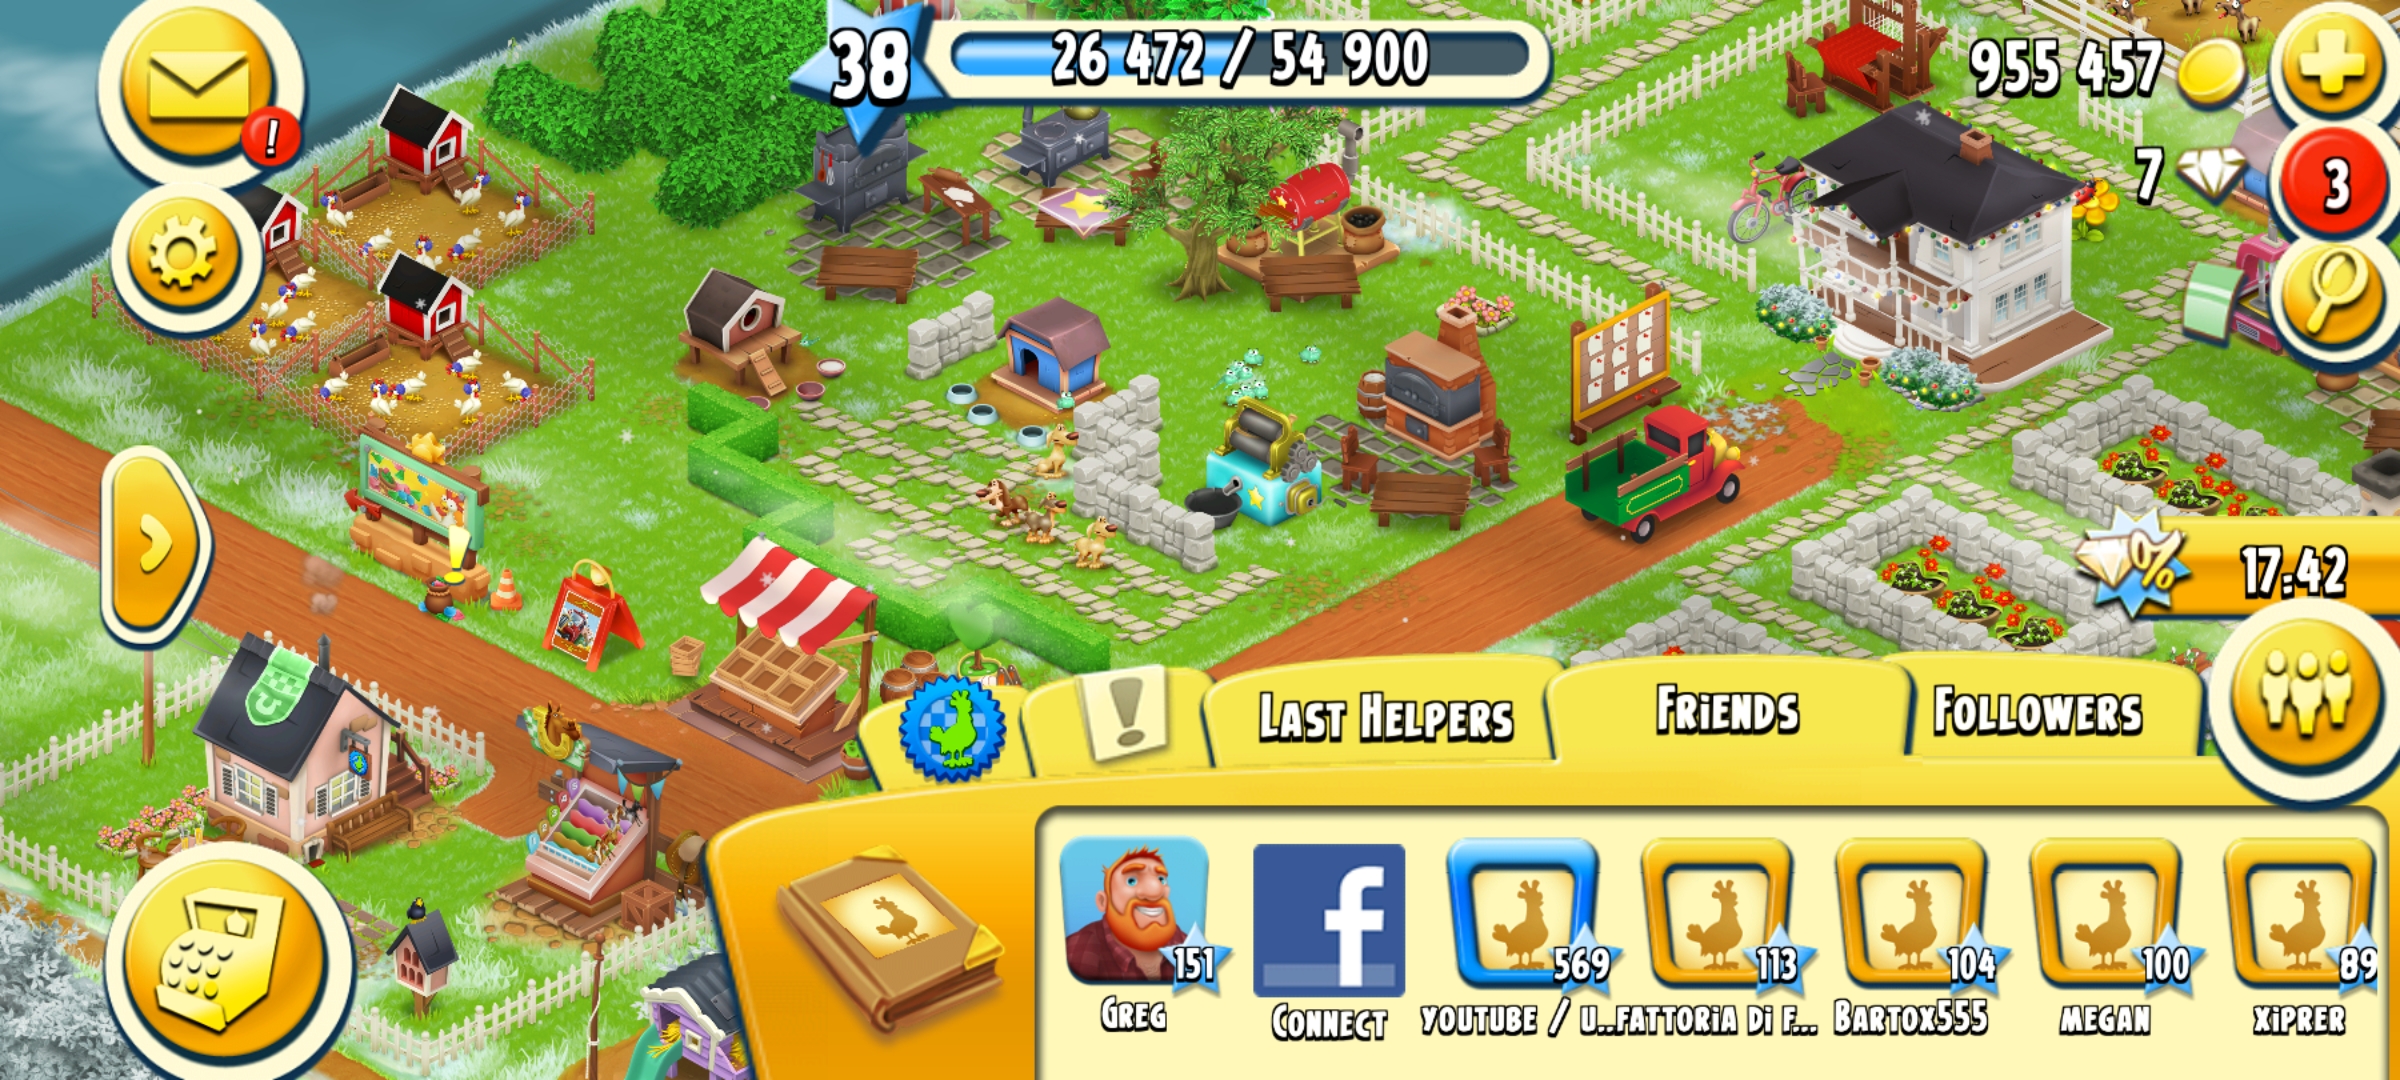 38
26 472 / 54 900
955 457
7
3
!
17:42
LAST HELPERS
FRIENDS
FOLLOWERS
151
569
113
104
100
89
GREG
CONNECT
YOUTUBE / U...
FATTORIA DI F...
BARTOX555
MEGAN
XIPRER